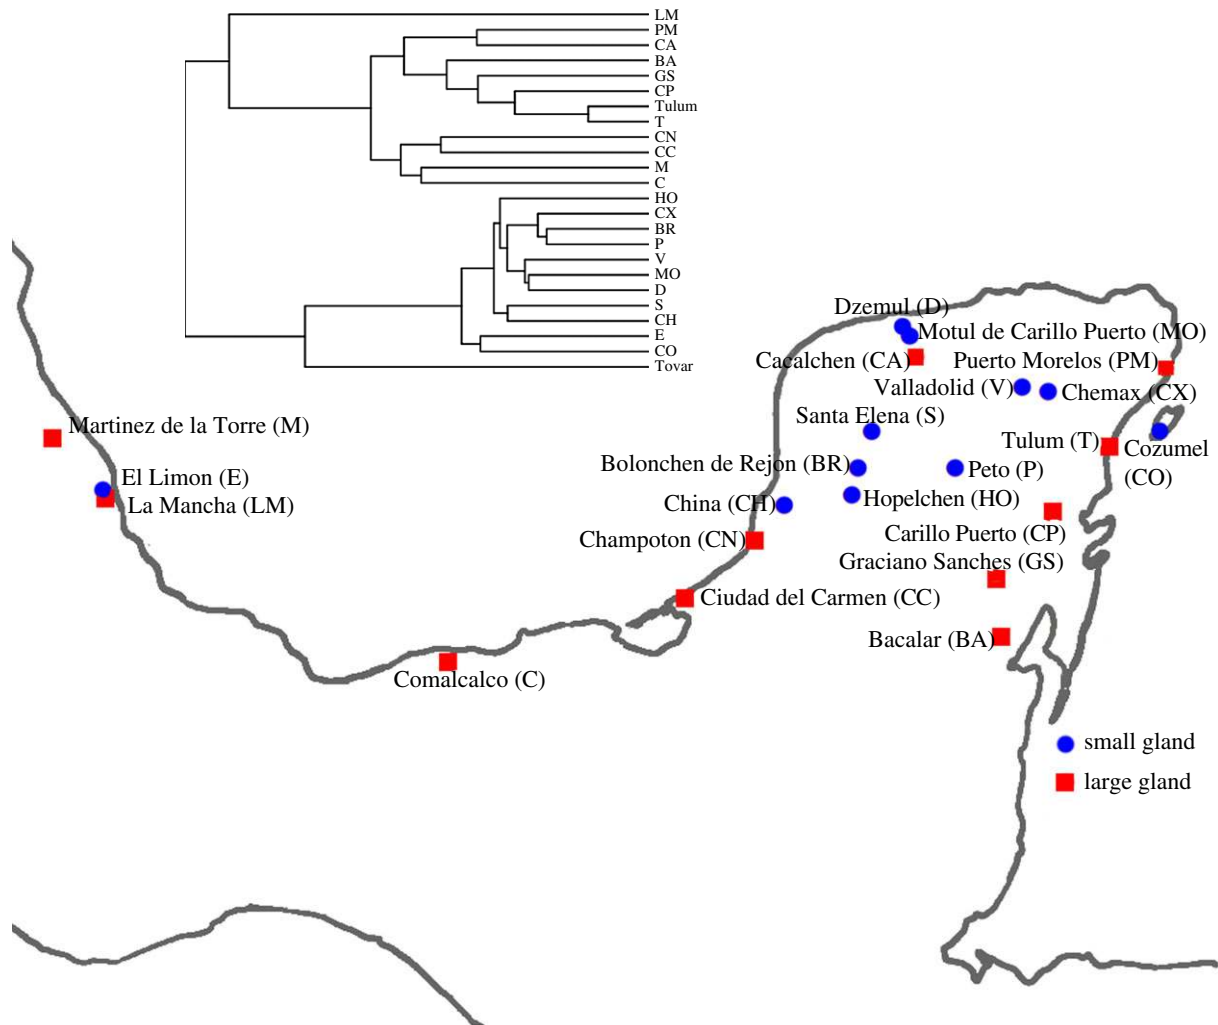 LM
PM
CA
BA
GS
CP
Tulum
T
CN
CC
M
C
HO
CX
BR
P
V
MO
D
S
CH
E
CO
Tovar
Dzemul (D)
Motul de Carillo Puerto (MO)
Cacalchen (CA)
Puerto Morelos (PM)
Valladolid (V)
Chemax (CX)
Santa Elena (S)
Martinez de la Torre (M)
Tulum (T)
Cozumel
(CO)
Bolonchen de Rejon (BR)
Peto (P)
El Limon (E)
La Mancha (LM)
China (CH)
Hopelchen (HO)
Champoton (CN)
Carillo Puerto (CP)
Graciano Sanches (GS)
Ciudad del Carmen (CC)
Bacalar (BA)
Comalcalco (C)
small gland
large gland